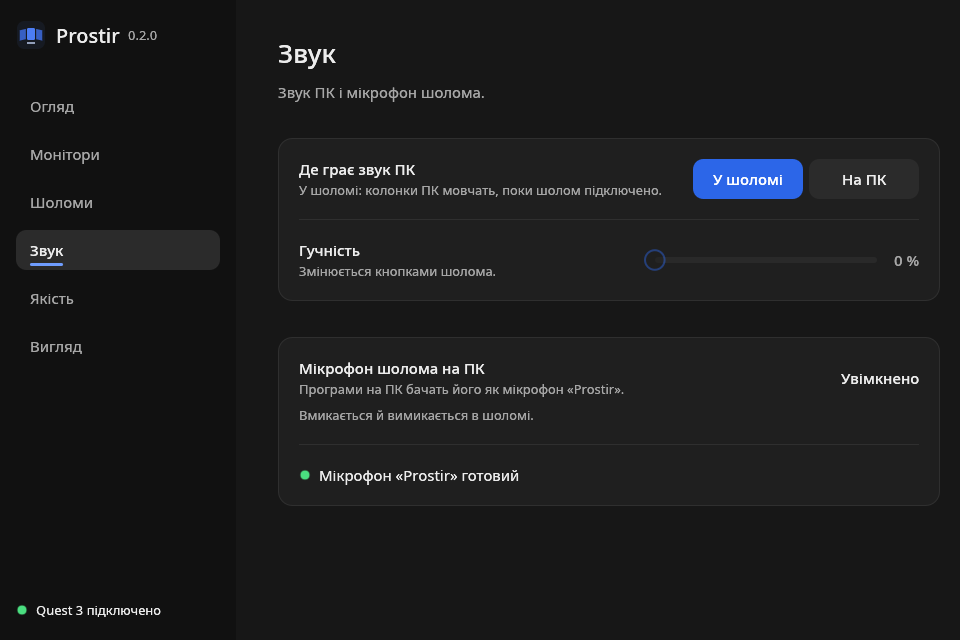 Prostir 0.2.0
Огляд
Монітори
Шоломи
Звук
Якість
Вигляд
Quest 3 підключено
Звук
Звук ПК і мікрофон шолома.
Де грає звук ПК
У шоломі: колонки ПК мовчать, поки шолом підключено.
У шоломі
На ПК
Гучність
Змінюється кнопками шолома.
0 %
Мікрофон шолома на ПК
Програми на ПК бачать його як мікрофон «Prostir».
Вмикається й вимикається в шоломі.
Увімкнено
Мікрофон «Prostir» готовий